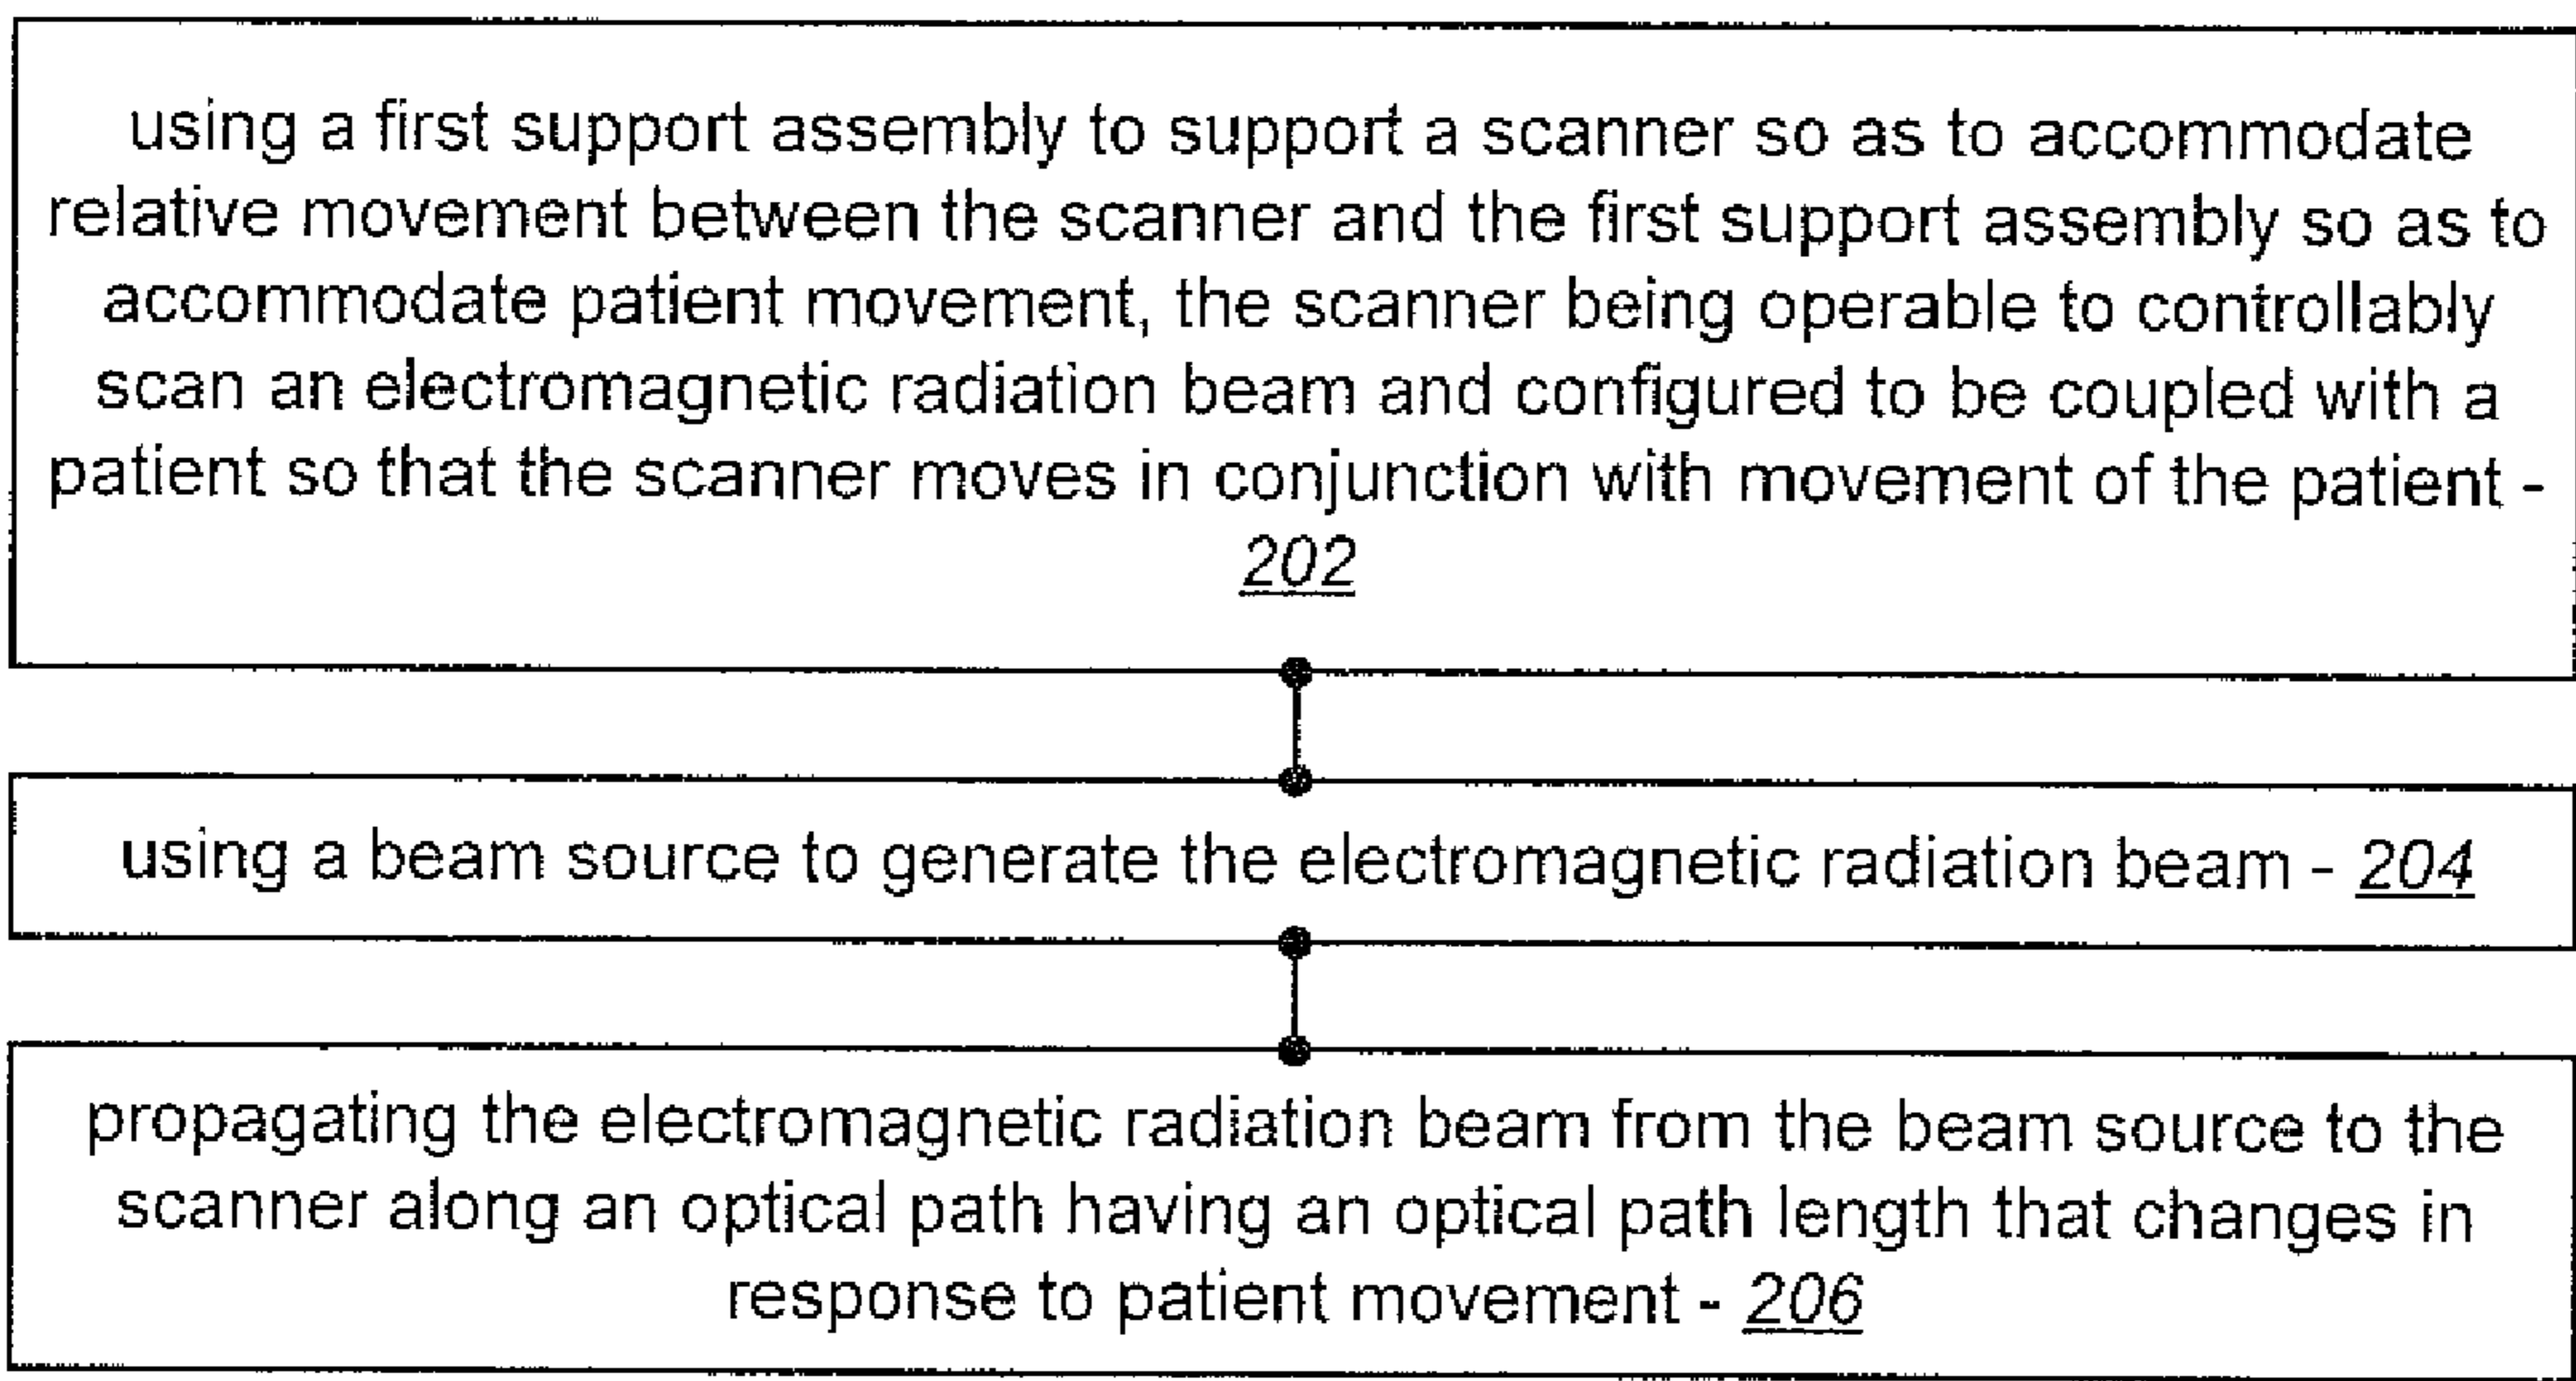 using a first support assembly to support a scanner so as to accommodate
relative movement between the scanner and the first support assembly so as to
accommodate patient movement, the scanner being operable to controllably
scan an electromagnetic radiation beam and configured to be coupled with a
patient so that the scanner moves in conjunction with movement of the patient -
202
using a beam source to generate the electromagnetic radiation beam - 204
propagating the electromagnetic radiation beam from the beam source to the
scanner along an optical path having an optical path length that changes in
response to patient movement - 206